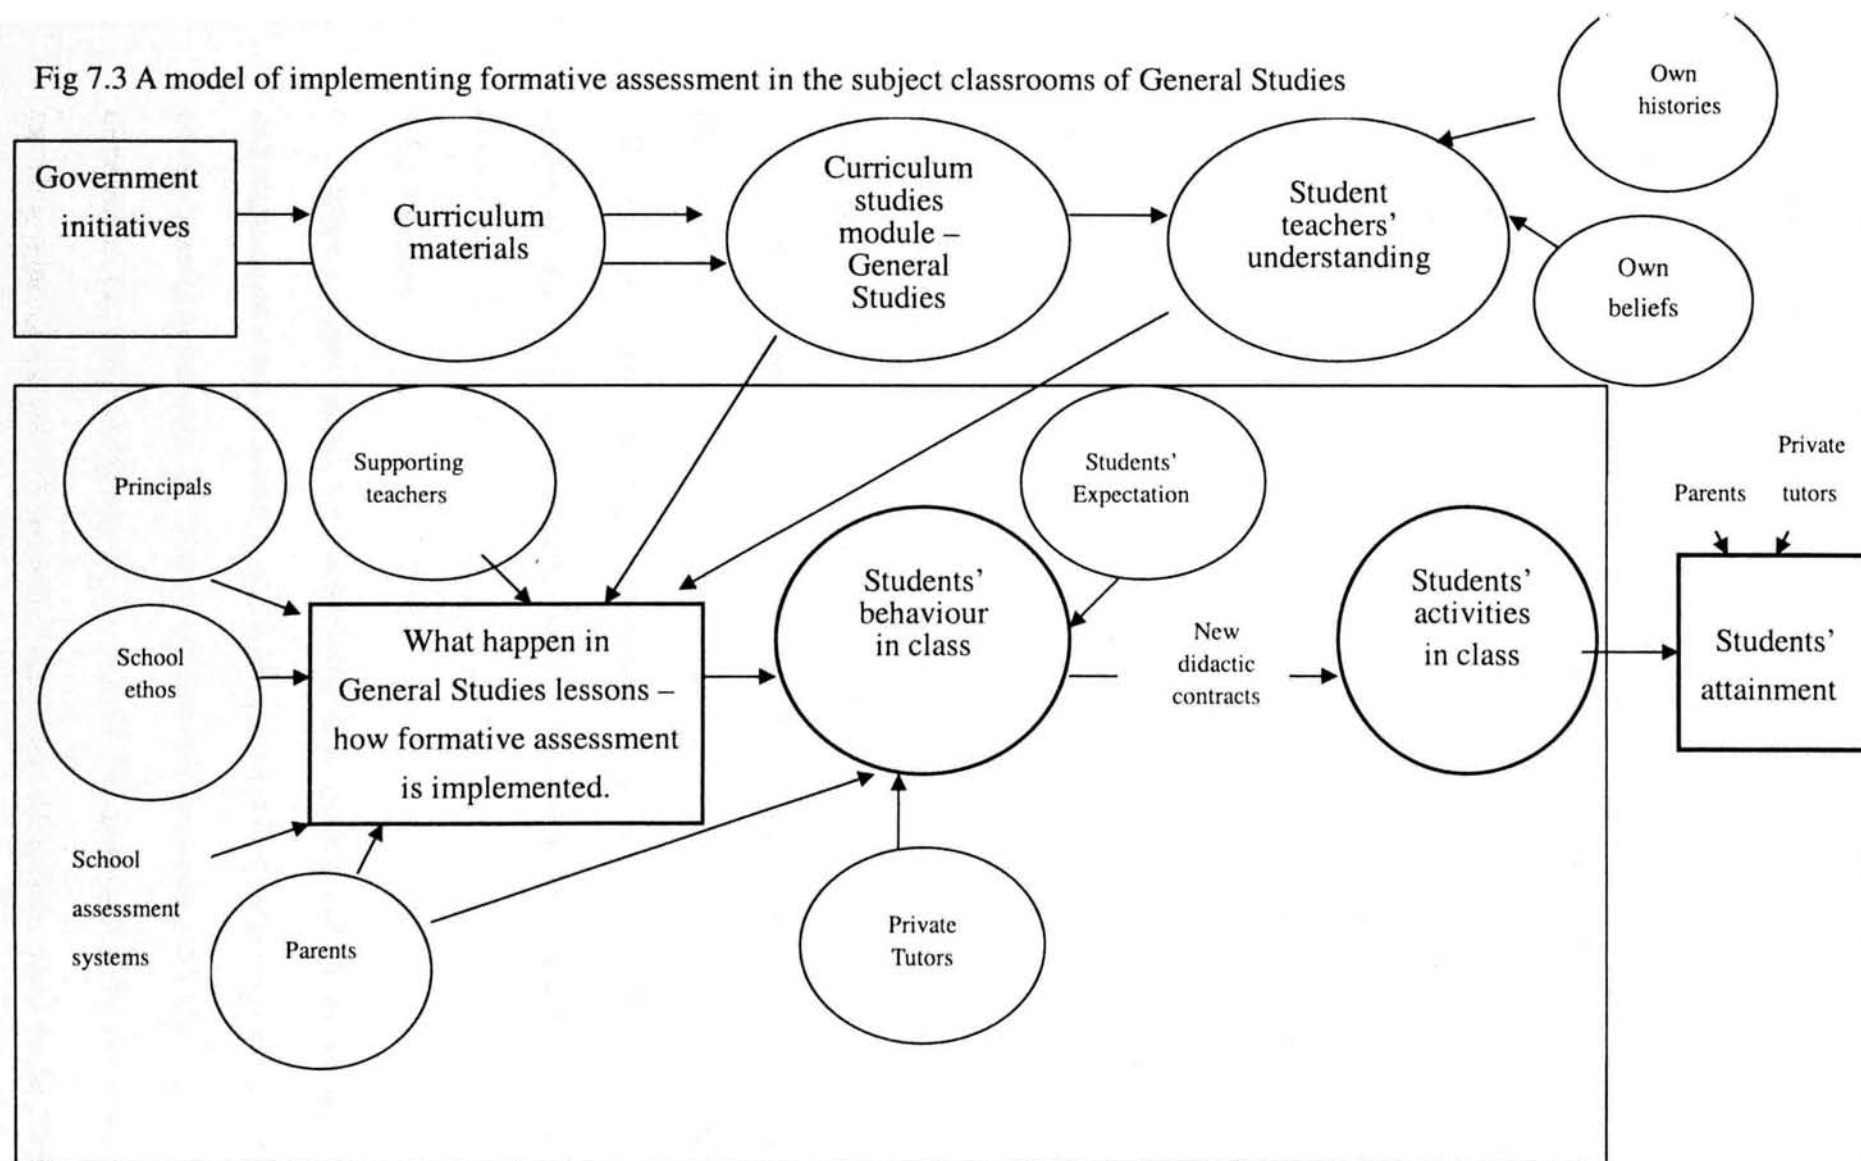 Fig 7.3 A model of implementing formative assessment in the subject classrooms of General Studies
Own
histories
Government
initiatives
Curriculum
materials
Curriculum
studies
module –
General
Studies
Student
teachers’
understanding
Own
beliefs
Principals
Supporting
teachers
Students’
Expectation
Private
Parents tutors
School
ethos
What happen in
General Studies lessons –
how formative assessment
is implemented.
Students’
behaviour
in class
New
didactic
contracts
Students’
activities
in class
Students’
attainment
School
assessment
systems
Parents
Private
Tutors